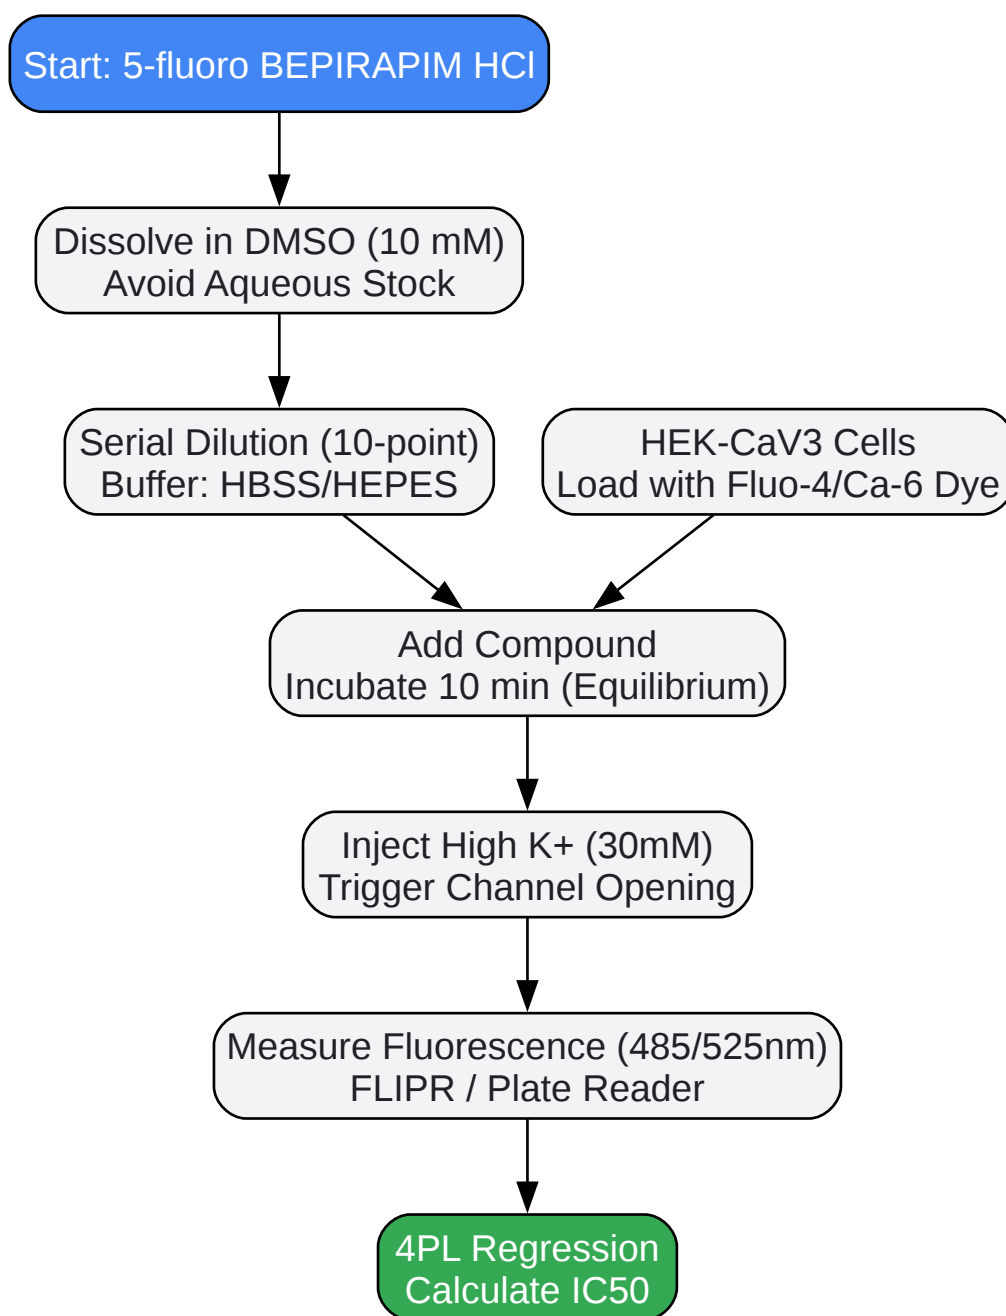 Start: 5-fluoro BEPIRAPIM HCl
Dissolve in DMSO (10 mM)
Avoid Aqueous Stock
Serial Dilution (10-point)
Buffer: HBSS/HEPES
HEK-CaV3 Cells
Load with Fluo-4/Ca-6 Dye
Add Compound
Incubate 10 min (Equilibrium)
Inject High K+ (30mM)
Trigger Channel Opening
Measure Fluorescence (485/525nm)
FLIPR / Plate Reader
4PL Regression
Calculate IC50